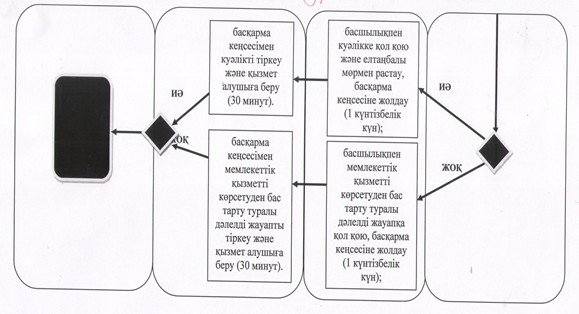 басқарма
кеңсесімен
куәлікті тіркеу
және қызмет
алушыға беру
(30 минут).
басшылықпен
куәлікке қол қою
және елтаңбалы
мөрмен растау,
басқарма
кеңсесіне жолдау
(1 күнтізбелік
күн);
ИӘ
ИӘ
ЖОҚ
ЖОҚ
басқарма
кеңсесімен
мемлекеттік
қызметті
көрсетуден бас
тарту туралы
дәлелді жауапты
тіркеу және
қызмет алушыға
беру (30 минут).
басшылықпен
мемлекеттік
қызметті
көрсетуден бас
тарту туралы
дәлелді жауапқа
қол қою, басқарма
кеңсесіне жолдау
(1 күнтізбелік
күн);